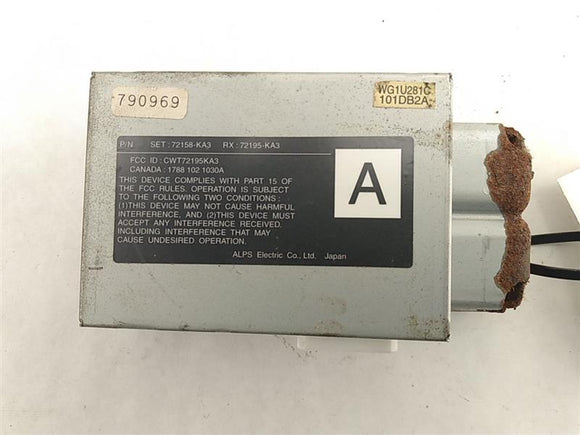 790969
WG1U281C
101DB2A
P/N SET : 72158-KA3 RX : 72195-KA3
FCC ID : CWT72195KA3
CANADA : 1788 102 1030A
THIS DEVICE COMPLIES WITH PART 15 OF
THE FCC RULES. OPERATION IS SUBJECT
TO THE FOLLOWING TWO CONDITIONS :
(1)THIS DEVICE MAY NOT CAUSE HARMFUL
INTERFERENCE, AND (2)THIS DEVICE MUST
ACCEPT ANY INTERFERENCE RECEIVED.
INCLUDING INTERFERENCE THAT MAY
CAUSE UNDESIRED OPERATION.
A
ALPS Electric Co., Ltd. Japan